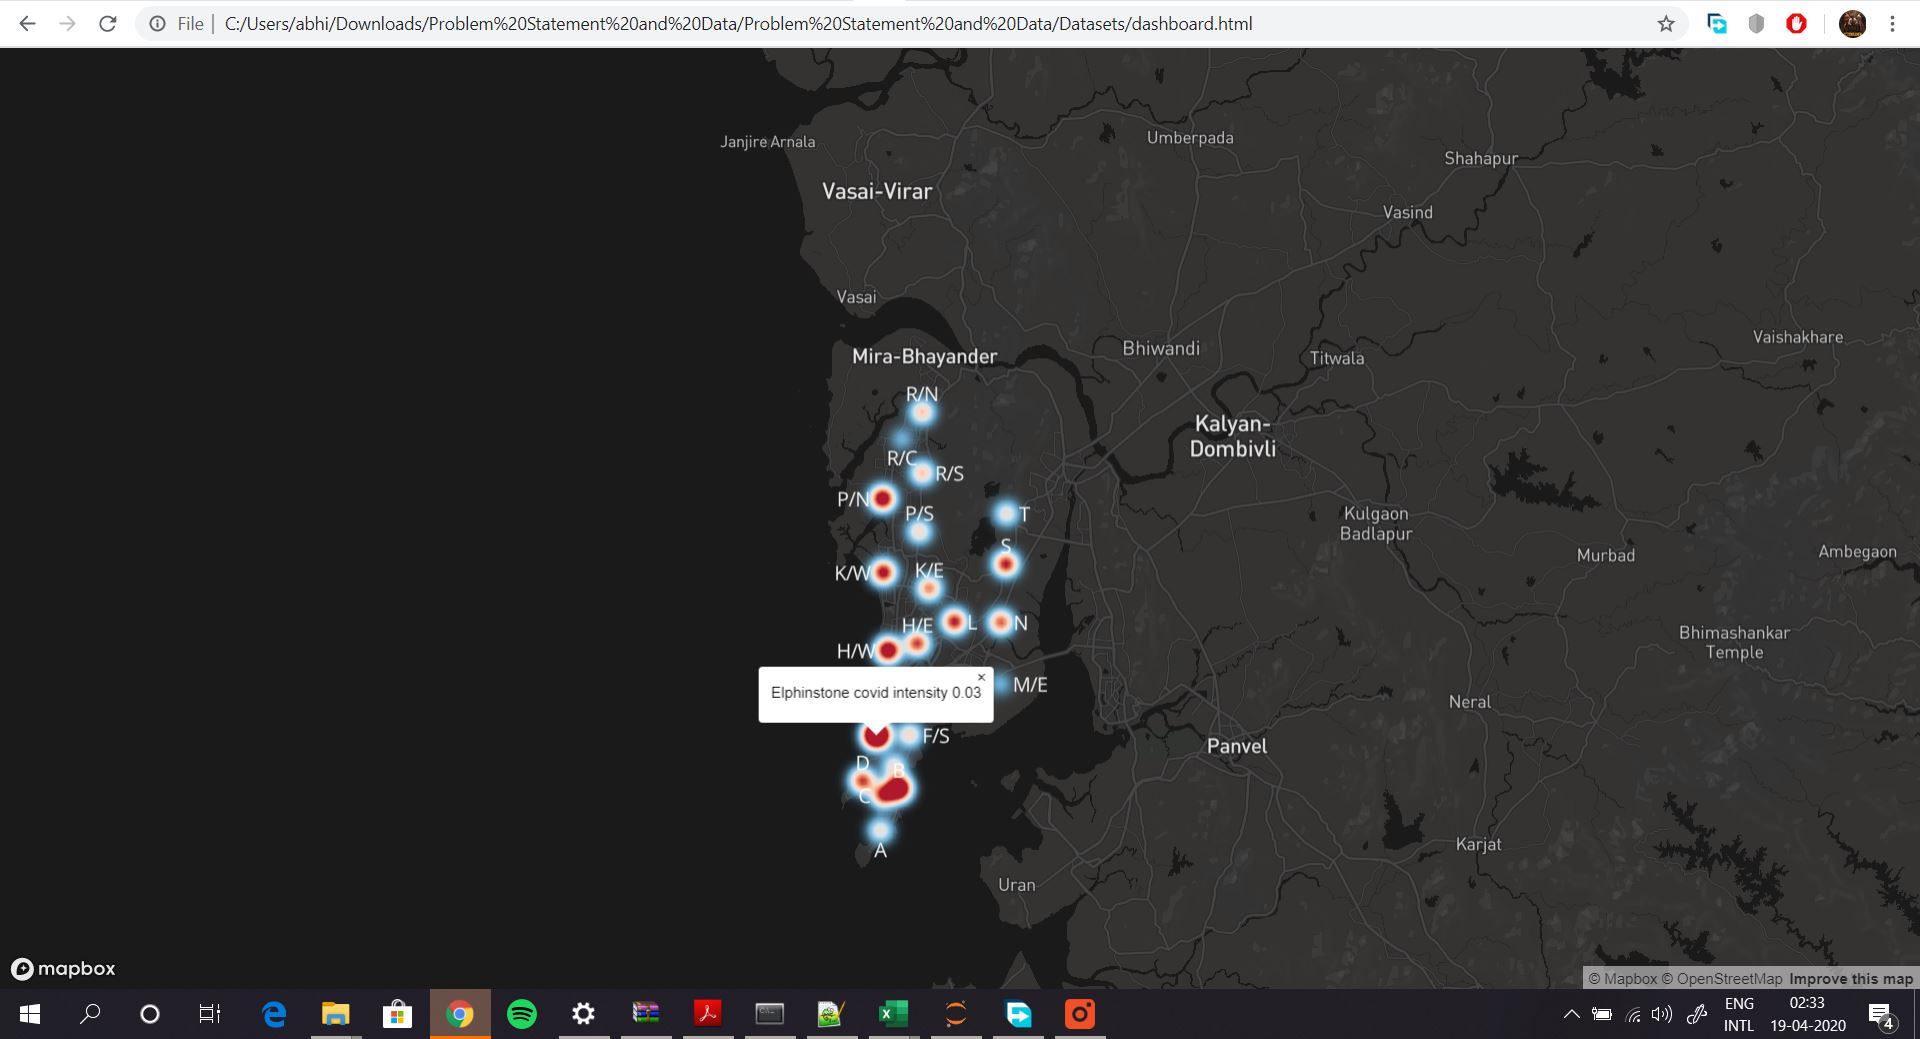 File
C:/Users/abhi/Downloads/Problem%20Statement%20and%20Data/Problem%20Statement%20and%20Data/Datasets/dashboard.html
Janjire Arnala
Umberpada
Shahapur
Vasai-Virar
Vasind
Vasai
Vaishakhare
Mira-Bhayander
Bhiwandi
Titwala
R/N
Kalyan-
Dombivli
R/C
R/S
P/N
P/S
T
Kulgaon
Badlapur
S
Murbad
Ambegaon
K/W
K/E
H/E
L
N
Bhimashankar
Temple
H/W
Elphinstone covid intensity 0.03
×
M/E
Neral
F/S
Panvel
D
B
C
A
Karjat
Uran
mapbox
© Mapbox © OpenStreetMap Improve this map
ENG
INTL
02:33
19-04-2020
4